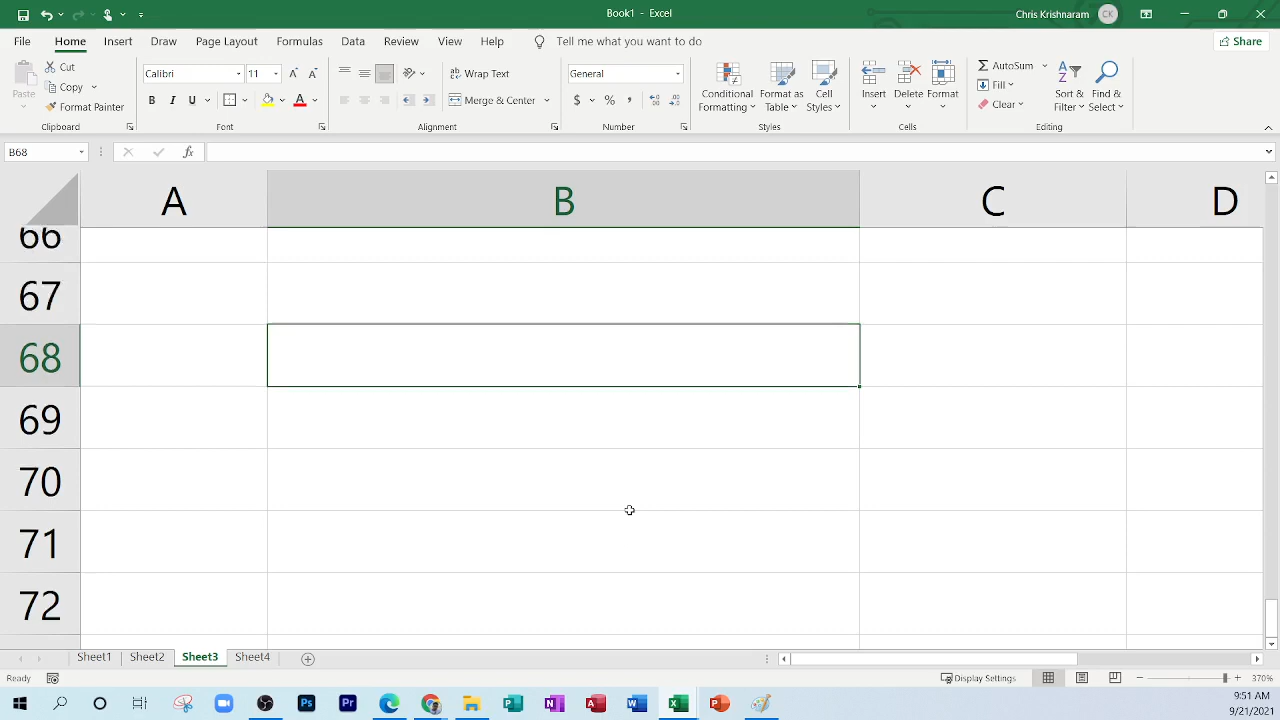 Book1 - Excel
Chris Krishnaram CK
File Home Insert Draw Page Layout Formulas Data Review View Help Tell me what you want to do Share
Paste Cut
Copy
Format Painter
Clipboard
Calibri 11
B I U A
Font
Wrap Text
Merge & Center
Alignment
General
$ % ,
Number
Conditional Formatting
Format as Table
Cell Styles
Styles
Insert Delete Format
Cells
AutoSum
Fill
Clear
Sort & Filter
Find & Select
Editing
B68 fx
A B C D
66
67
68
69
70
71
72
Sheet1 Sheet2 Sheet3 Sheet4
Ready Display Settings 370%
9:51 AM
9/21/2021